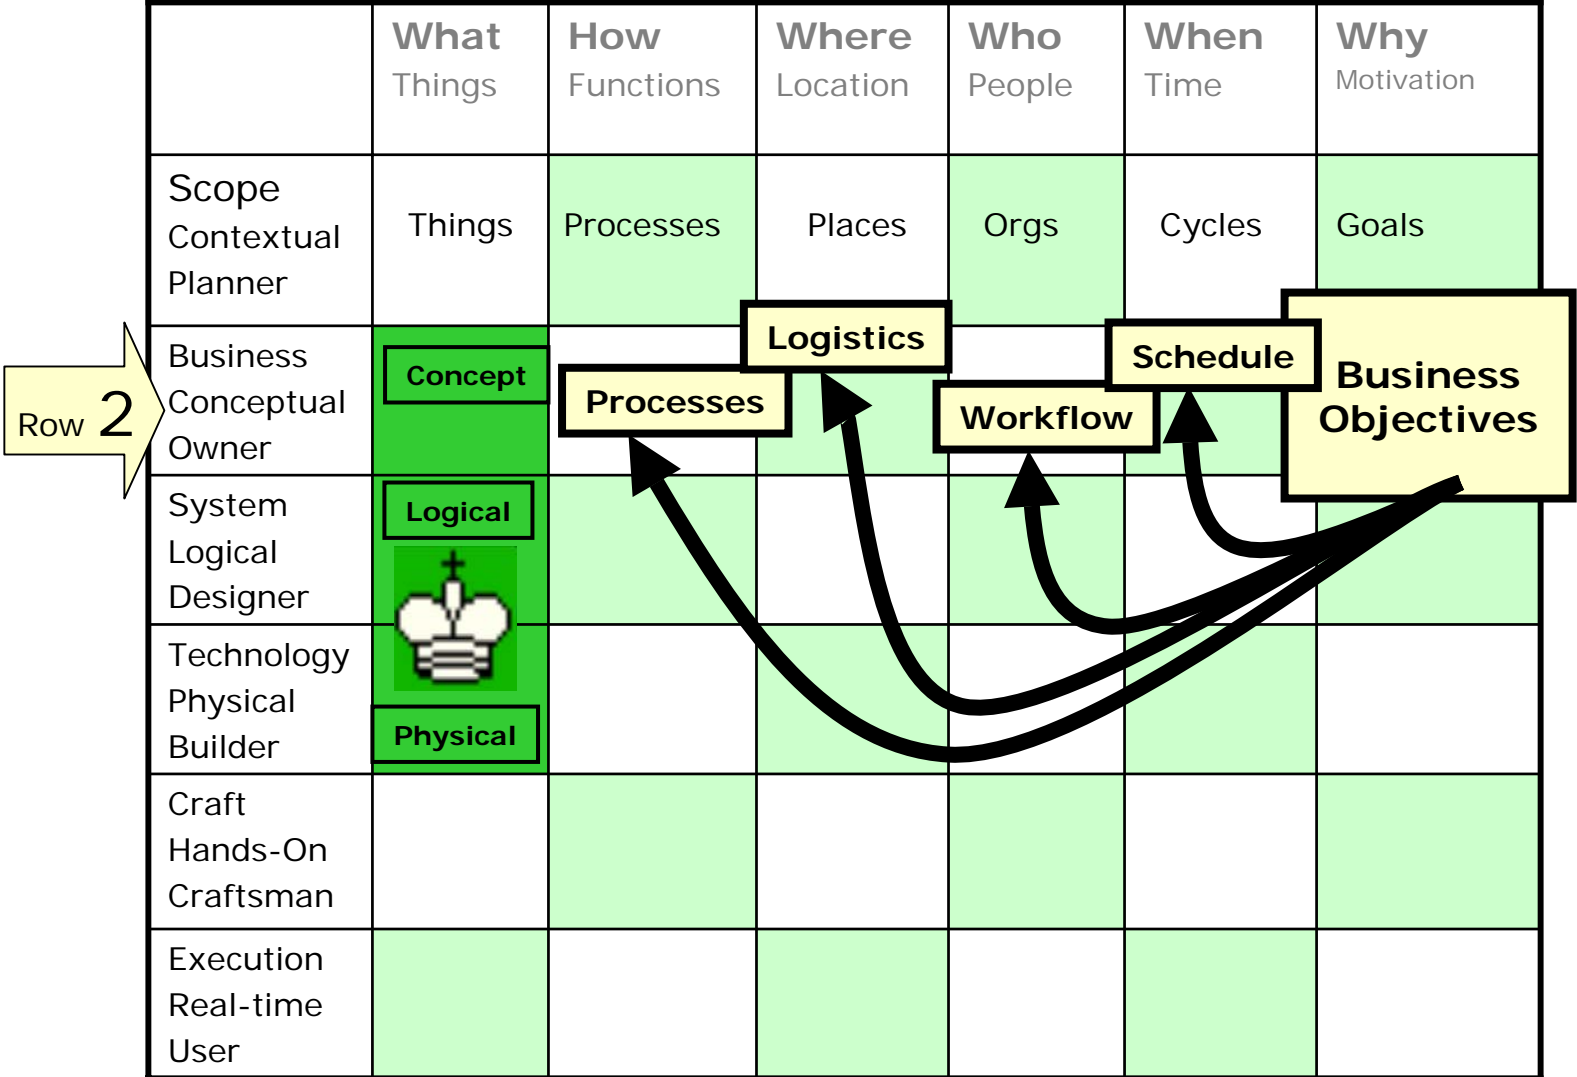 What
Things
How
Functions
Where
Location
Who
People
When
Time
Why
Motivation
Scope
Contextual
Planner
Things
Processes
Places
Orgs
Cycles
Goals
Row 2
Business
Conceptual
Owner
Concept
Processes
Logistics
Workflow
Schedule
Business
Objectives
System
Logical
Designer
Logical
Technology
Physical
Builder
Physical
Craft
Hands-On
Craftsman
Execution
Real-time
User